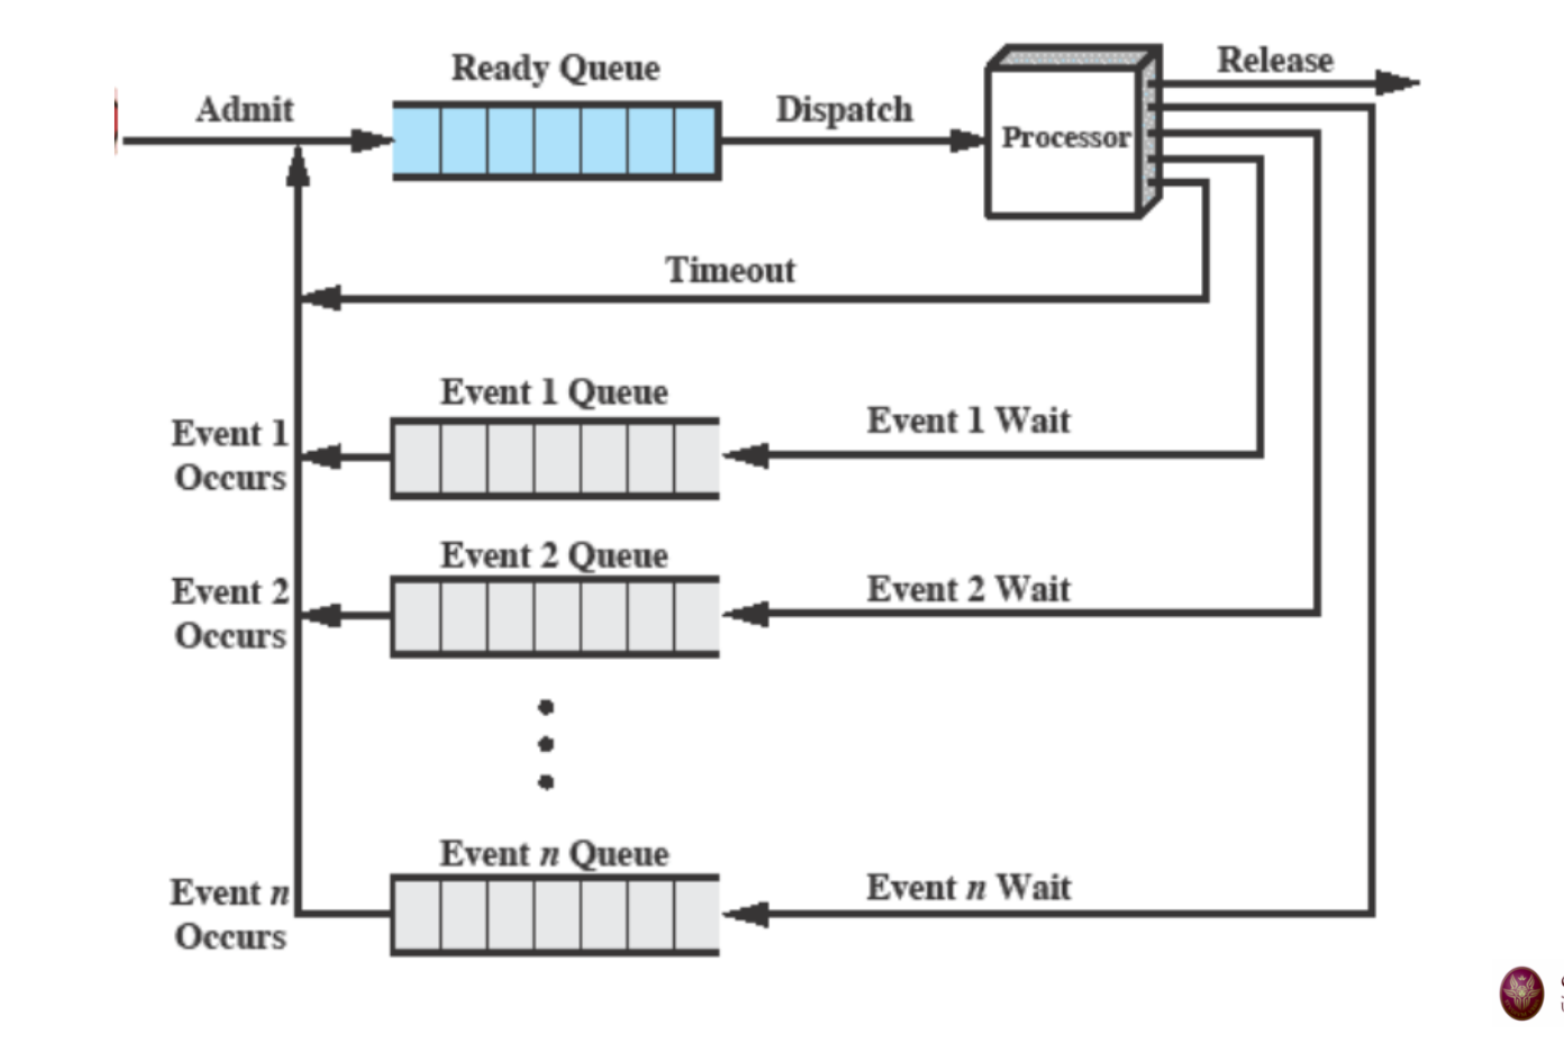 Ready Queue
Release
Admit
Dispatch
Processor
Timeout
Event 1 Queue
Event 1 Wait
Event 1
Occurs
Event 2 Queue
Event 2 Wait
Event 2
Occurs
Event n Queue
Event n Wait
Event n
Occurs